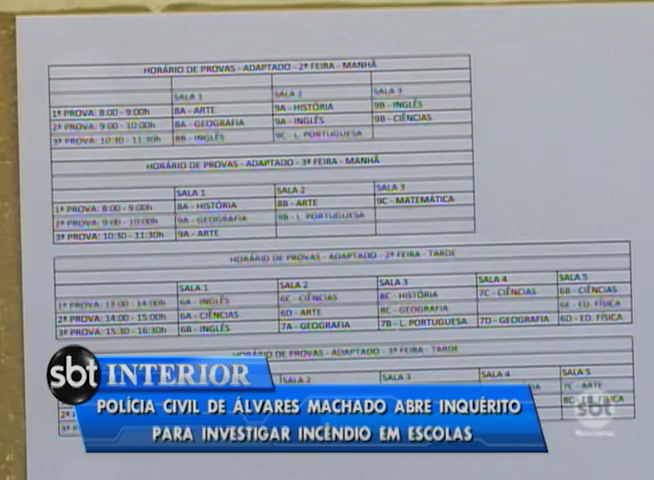 HORÁRIO DE PROVAS - ADAPTADO - 2ª FEIRA - MANHÃ
SALA 1 SALA 2 SALA 3
1ª PROVA: 8:00 - 9:00h 8A - ARTE 9A - HISTÓRIA 9B - INGLÊS
2ª PROVA: 9:00 - 10:00h 8A - GEOGRAFIA 9A - INGLÊS 9B - CIÊNCIAS
3ª PROVA: 10:30 - 11:30h 8B - INGLÊS 9C - L. PORTUGUESA
HORÁRIO DE PROVAS - ADAPTADO - 3ª FEIRA - MANHÃ
SALA 1 SALA 2 SALA 3
1ª PROVA: 8:00 - 9:00h 8A - HISTÓRIA 8B - ARTE 9C - MATEMÁTICA
2ª PROVA: 9:00 - 10:00h 9A - GEOGRAFIA 9B - L. PORTUGUESA
3ª PROVA: 10:30 - 11:30h 9A - ARTE
HORÁRIO DE PROVAS - ADAPTADO - 2ª FEIRA - TARDE
SALA 1 SALA 2 SALA 3 SALA 4 SALA 5
1ª PROVA: 13:00 - 14:00h 6A - INGLÊS 6C - CIÊNCIAS 8C - HISTÓRIA 7C - CIÊNCIAS 6B - CIÊNCIAS
2ª PROVA: 14:00 - 15:00h 6A - CIÊNCIAS 6D - ARTE 8C - GEOGRAFIA 6E - ED. FÍSICA
3ª PROVA: 15:30 - 16:30h 6B - INGLÊS 7A - GEOGRAFIA 7B - L. PORTUGUESA 7D - GEOGRAFIA 6D - ED. FÍSICA
HORÁRIO DE PROVAS - ADAPTADO - 3ª FEIRA - TARDE
SALA 2 SALA 3 SALA 4 SALA 5
7C - ARTE
8C - ED. FÍSICA
sbt INTERIOR
POLÍCIA CIVIL DE ÁLVARES MACHADO ABRE INQUÉRITO
PARA INVESTIGAR INCÊNDIO EM ESCOLAS
sbt